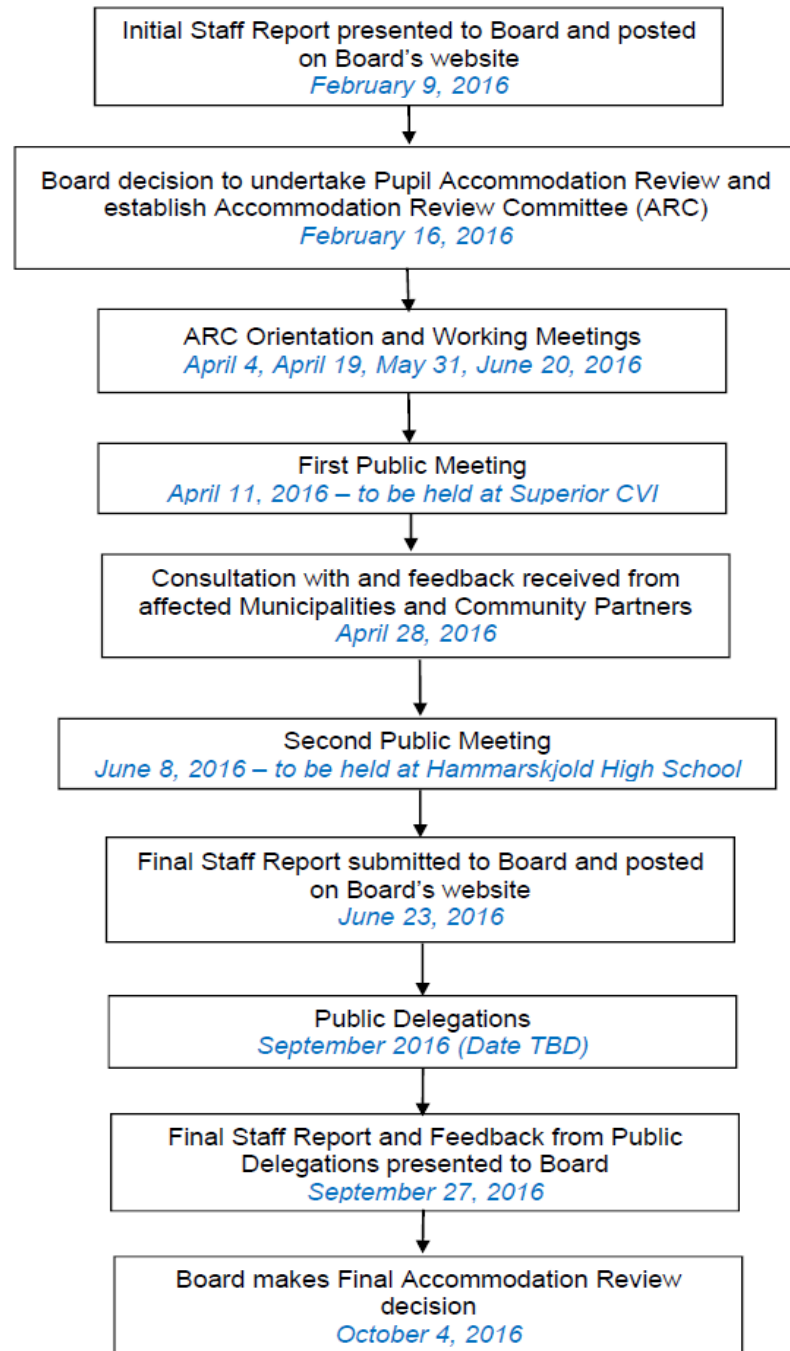 Initial Staff Report presented to Board and posted
on Board's website
February 9, 2016
Board decision to undertake Pupil Accommodation Review and
establish Accommodation Review Committee (ARC)
February 16, 2016
ARC Orientation and Working Meetings
April 4, April 19, May 31, June 20, 2016
First Public Meeting
April 11, 2016 – to be held at Superior CVI
Consultation with and feedback received from
affected Municipalities and Community Partners
April 28, 2016
Second Public Meeting
June 8, 2016 – to be held at Hammarskjold High School
Final Staff Report submitted to Board and posted
on Board's website
June 23, 2016
Public Delegations
September 2016 (Date TBD)
Final Staff Report and Feedback from Public
Delegations presented to Board
September 27, 2016
Board makes Final Accommodation Review
decision
October 4, 2016